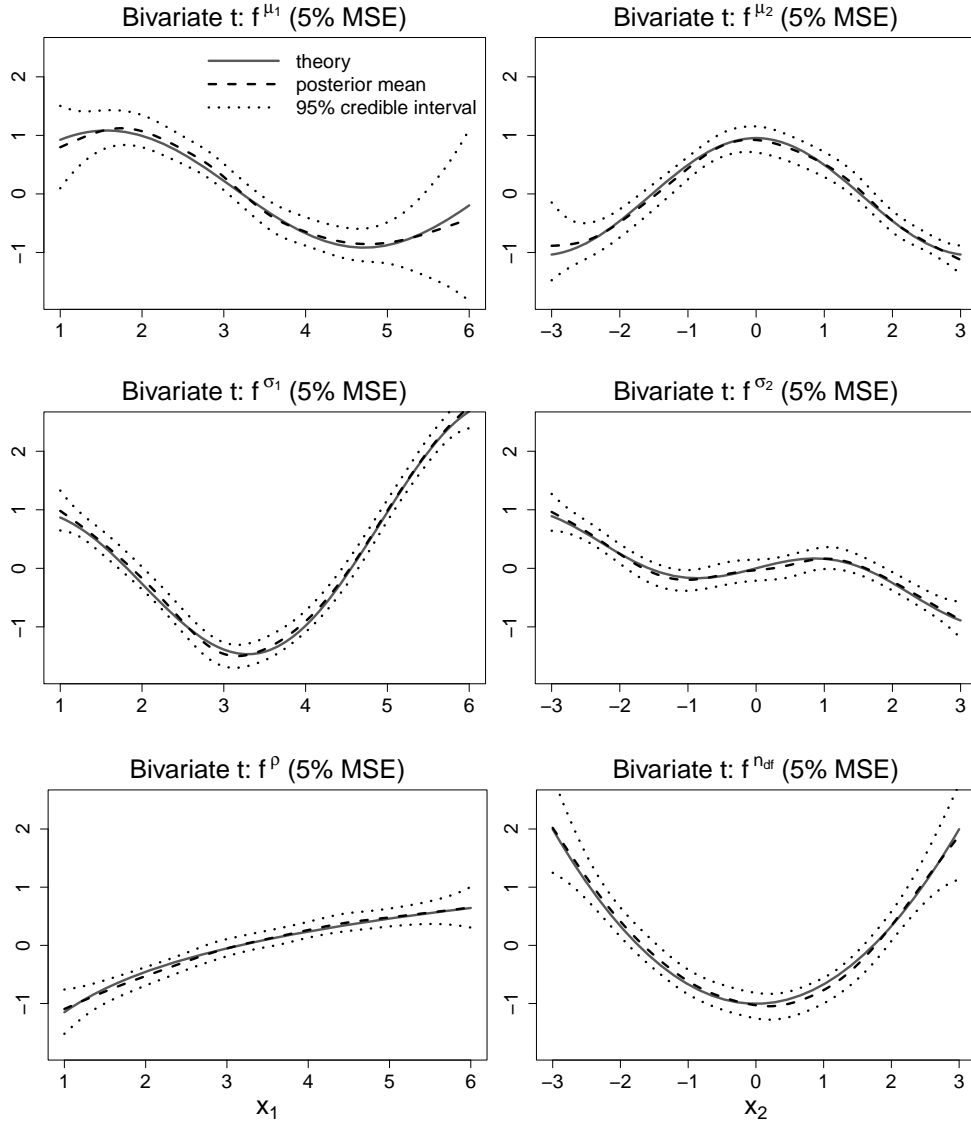 Bivariate t: f^μ₁ (5% MSE)
theory
posterior mean
95% credible interval
−1 0 1 2
1 2 3 4 5 6
Bivariate t: f^μ₂ (5% MSE)
−1 0 1 2
−3 −2 −1 0 1 2 3
Bivariate t: f^σ₁ (5% MSE)
−1 0 1 2
1 2 3 4 5 6
Bivariate t: f^σ₂ (5% MSE)
−1 0 1 2
−3 −2 −1 0 1 2 3
Bivariate t: f^ρ (5% MSE)
−1 0 1 2
1 2 3 4 5 6
x₁
Bivariate t: f^n_df (5% MSE)
−1 0 1 2
−3 −2 −1 0 1 2 3
x₂